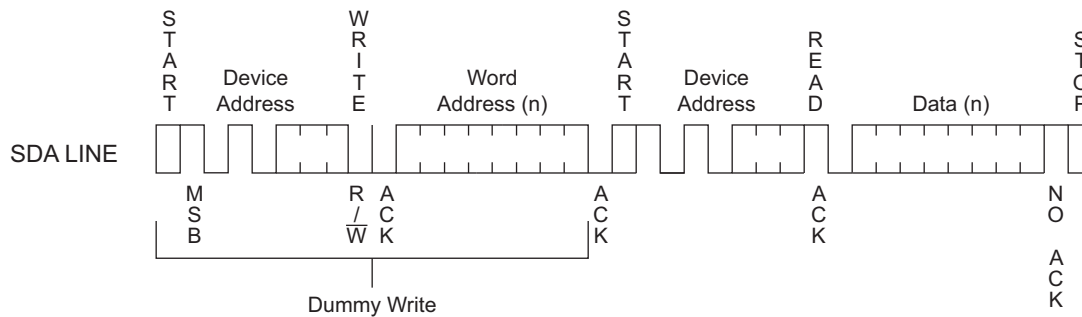 START
WRITE
START
READ
STOP
Device
Address
Word
Address (n)
Device
Address
Data (n)
SDA LINE
MSB
R/W
ACK
ACK
ACK
NO ACK
Dummy Write